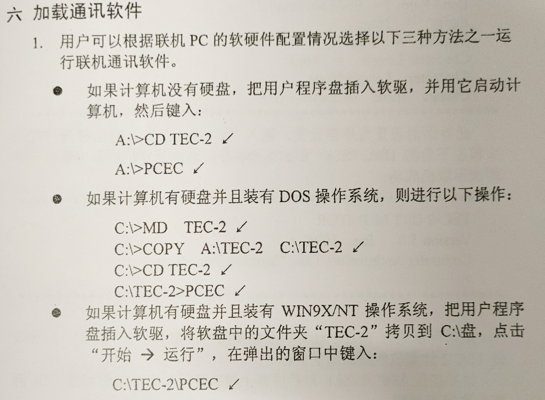 六 加载通讯软件
1. 用户可以根据联机 PC 的软硬件配置情况选择以下三种方法之一运
行联机通讯软件。
● 如果计算机没有硬盘，把用户程序盘插入软驱，并用它启动计
算机，然后键入：
A:\>CD TEC-2 ↙
A:\>PCEC ↙
● 如果计算机有硬盘并且装有 DOS 操作系统，则进行以下操作：
C:\>MD TEC-2 ↙
C:\>COPY A:\TEC-2 C:\TEC-2 ↙
C:\>CD TEC-2 ↙
C:\TEC-2>PCEC ↙
● 如果计算机有硬盘并且装有 WIN9X/NT 操作系统，把用户程序
盘插入软驱，将软盘中的文件夹“TEC-2”拷贝到 C:\盘，点击
“开始 → 运行”，在弹出的窗口中键入：
C:\TEC-2\PCEC ↙